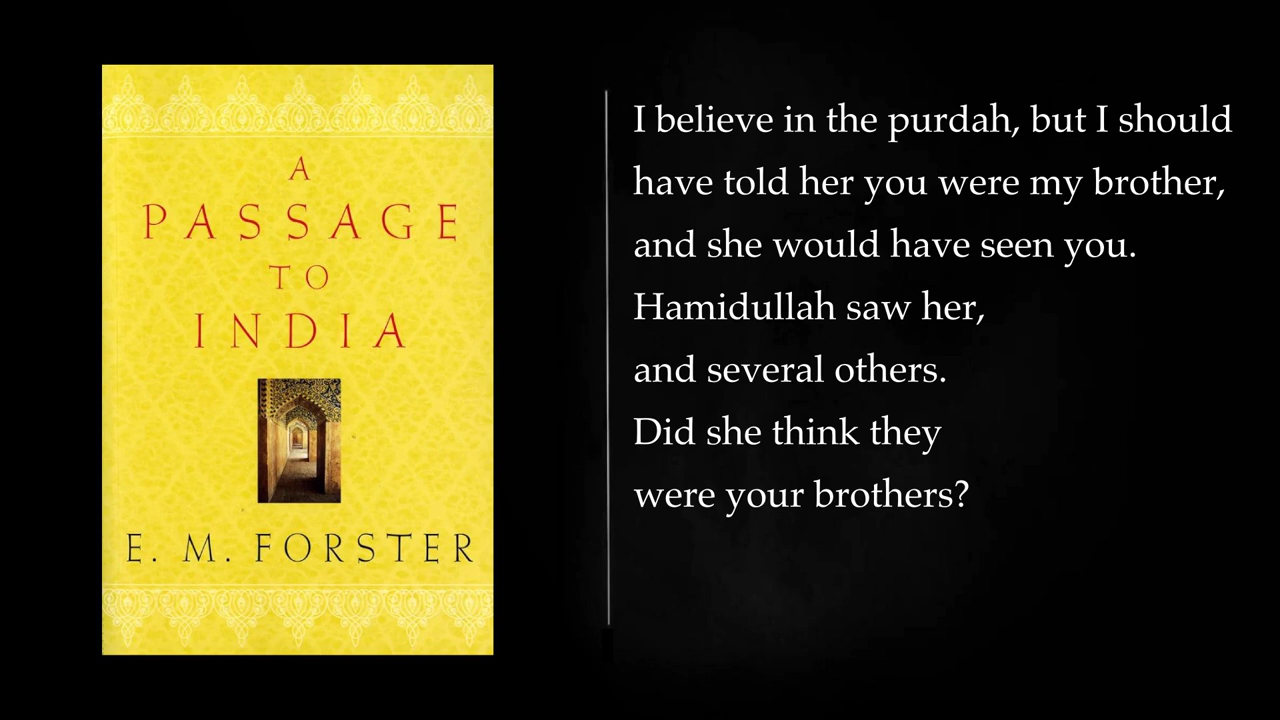 A
PASSAGE
TO
INDIA
E. M. FORSTER
I believe in the purdah, but I should
have told her you were my brother,
and she would have seen you.
Hamidullah saw her,
and several others.
Did she think they
were your brothers?